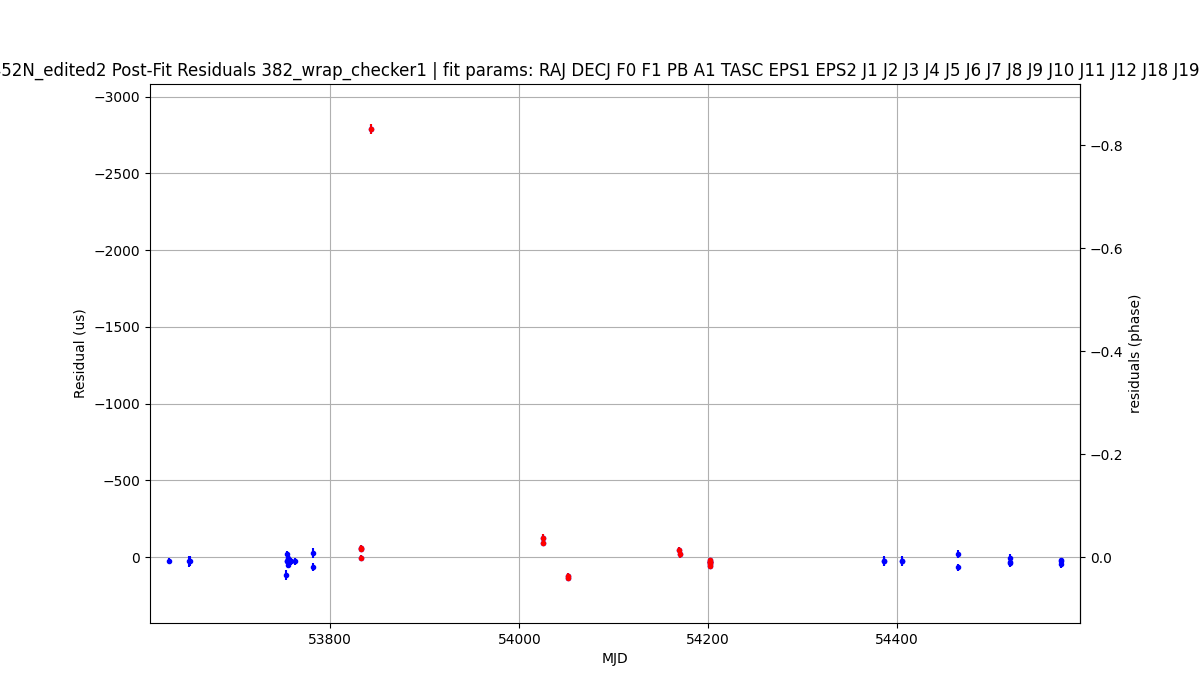 52N_edited2 Post-Fit Residuals 382_wrap_checker1 | fit params: RAJ DECJ F0 F1 PB A1 TASC EPS1 EPS2 J1 J2 J3 J4 J5 J6 J7 J8 J9 J10 J11 J12 J18 J19
−3000
−2500
−2000
−1500
−1000
−500
0
Residual (us)
−0.8
−0.6
−0.4
−0.2
0.0
residuals (phase)
53800 54000 54200 54400
MJD